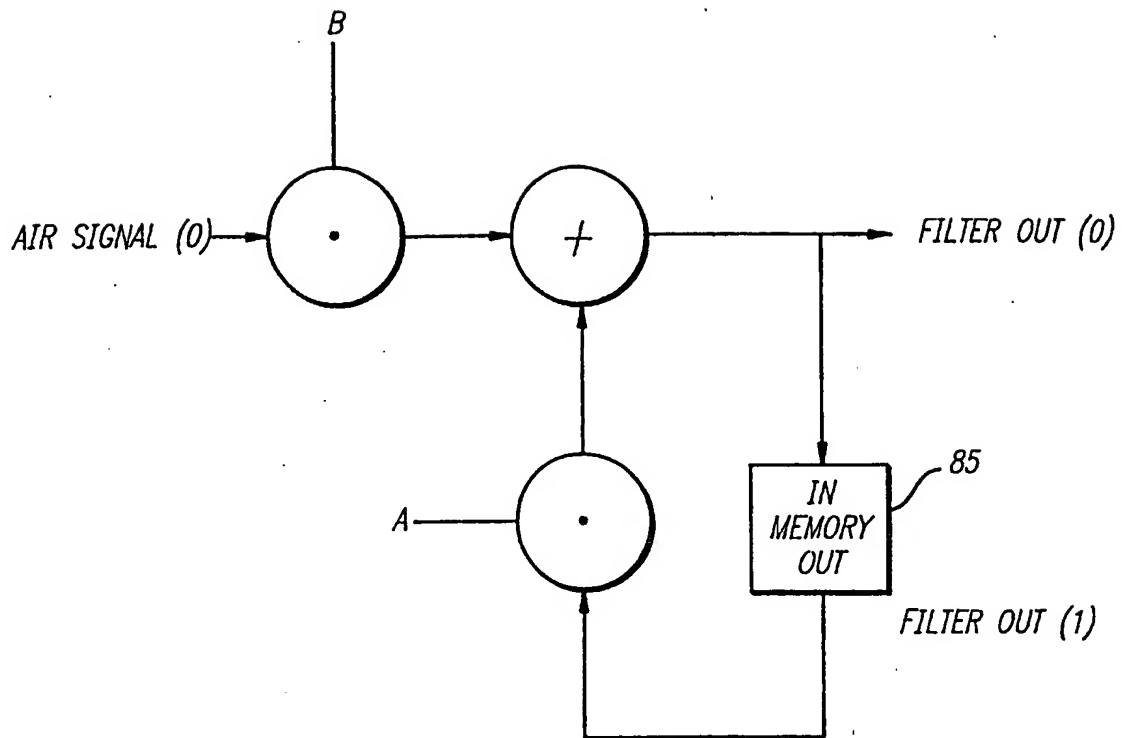 B
AIR SIGNAL (0)
+
FILTER OUT (0)
A
85
IN
MEMORY
OUT
FILTER OUT (1)